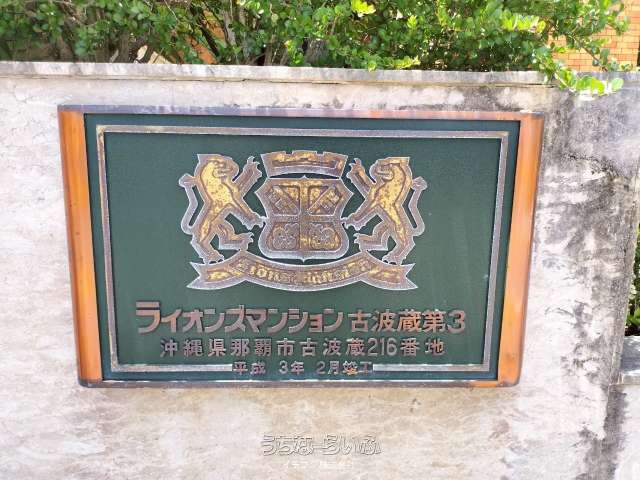 ライオンズマンション古波蔵第3
沖縄県那覇市古波蔵216番地
平成 3年 2月竣工
うちなーらいふ